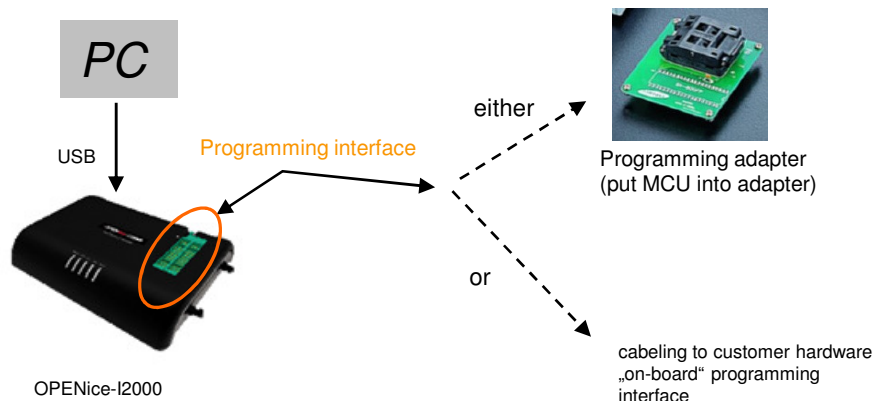 PC
USB
Programming interface
either
Programming adapter
(put MCU into adapter)
or
OPENice-I2000
cabeling to customer hardware
„on-board“ programming
interface